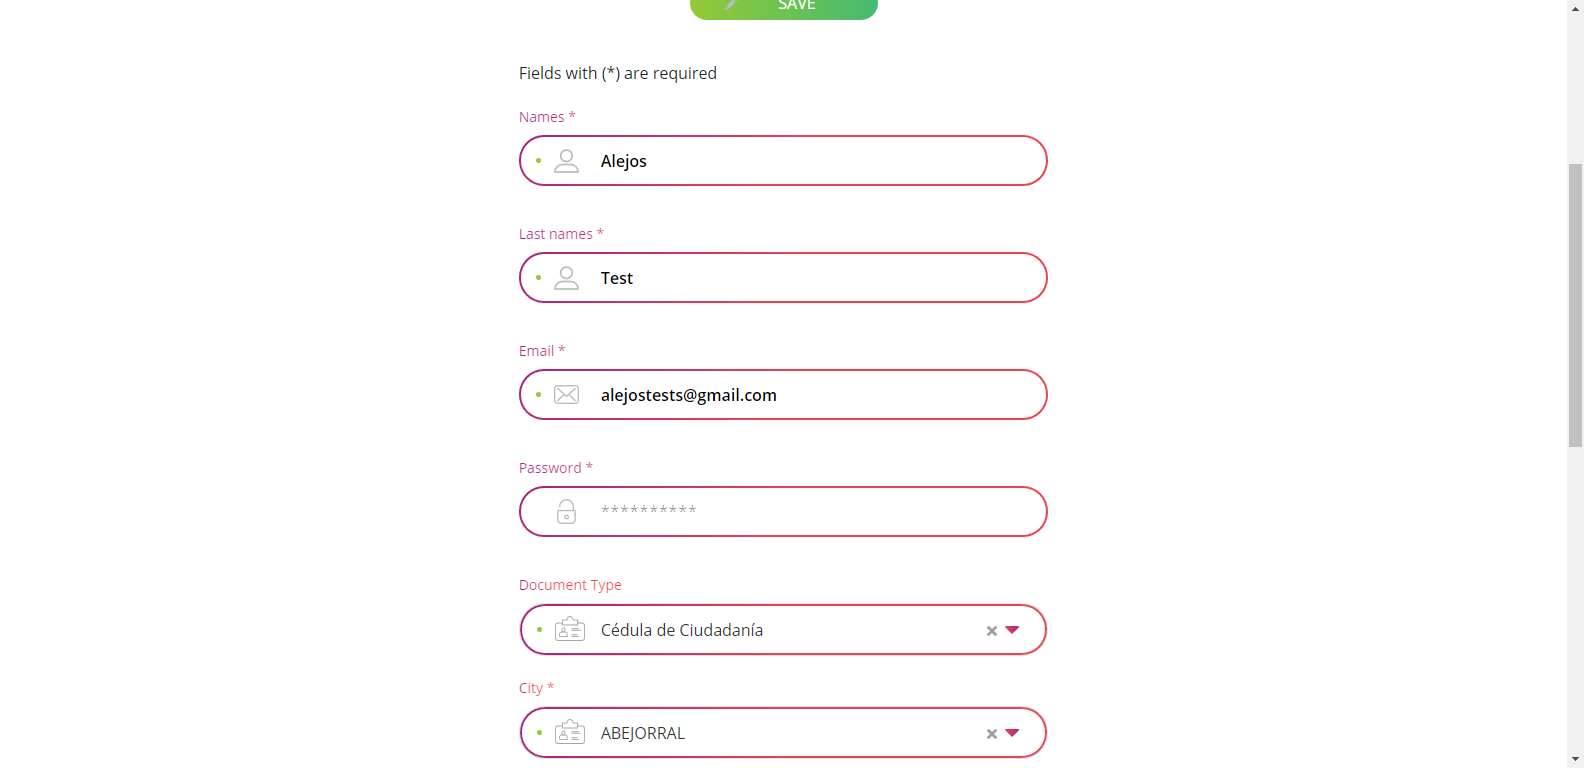 SAVE
Fields with (*) are required
Names *
Alejos
Last names *
Test
Email *
alejostests@gmail.com
Password *
**********
Document Type
Cédula de Ciudadanía
City *
ABEJORRAL